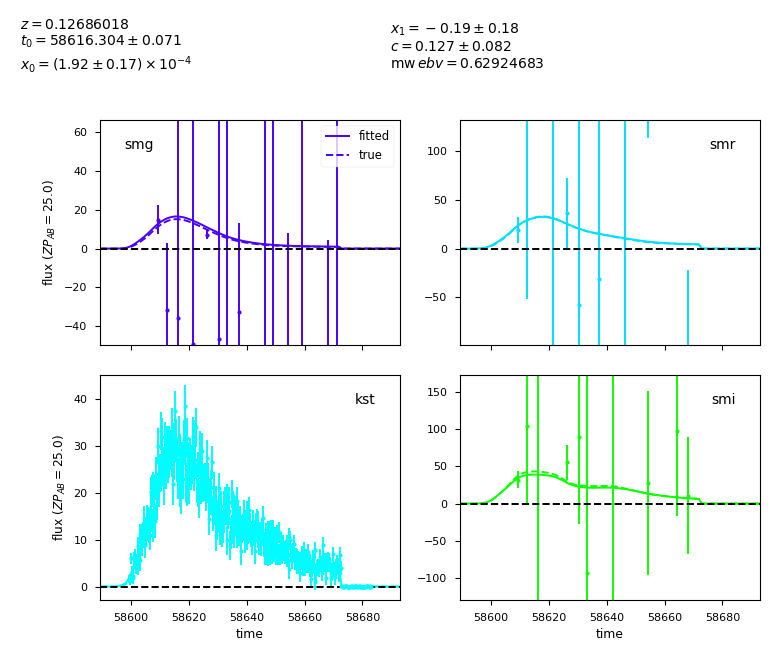 z = 0.12686018
t₀ = 58616.304 ± 0.071
x₀ = (1.92 ± 0.17) × 10⁻⁴
x₁ = −0.19 ± 0.18
c = 0.127 ± 0.082
mw ebv = 0.62924683
smg
fitted
true
60
40
20
0
−20
−40
flux (ZP_AB = 25.0)
smr
100
50
0
−50
kst
40
30
20
10
0
flux (ZP_AB = 25.0)
58600 58620 58640 58660 58680
time
smi
150
100
50
0
−50
−100
58600 58620 58640 58660 58680
time